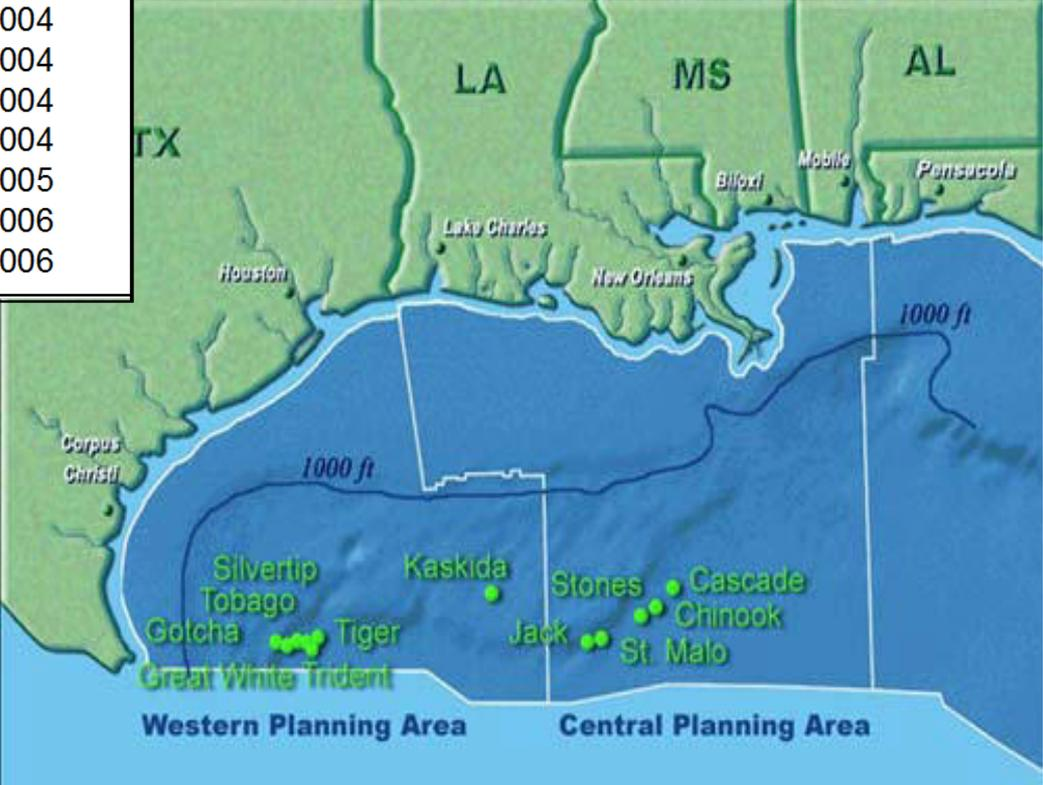 004
004
004
004
005
006
006
TX
LA
MS
AL
Mobile
Biloxi
Pensacola
Lake Charles
Houston
New Orleans
1000 ft
Corpus
Christi
1000 ft
Silvertip
Kaskida
Stones
Cascade
Tobago
Chinook
Gotcha
Tiger
Jack
St. Malo
Great White Trident
Western Planning Area
Central Planning Area